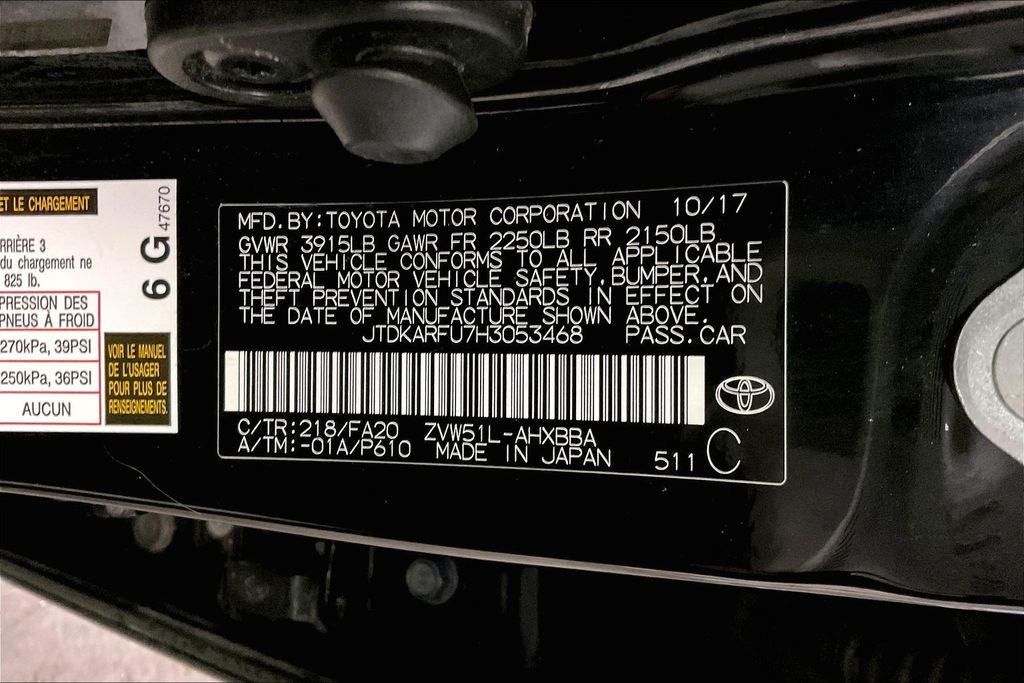 ET LE CHARGEMENT
RRIÈRE 3
du chargement ne
825 lb.
PRESSION DES
PNEUS À FROID
270kPa, 39PSI
250kPa, 36PSI
AUCUN
VOIR LE MANUEL
DE L'USAGER
POUR PLUS DE
RENSEIGNEMENTS.
6 G 47670
MFD.BY:TOYOTA MOTOR CORPORATION 10/17
GVWR 3915LB GAWR FR 2250LB RR 2150LB
THIS VEHICLE CONFORMS TO ALL APPLICABLE
FEDERAL MOTOR VEHICLE SAFETY,BUMPER,AND
THEFT PREVENTION STANDARDS IN EFFECT ON
THE DATE OF MANUFACTURE SHOWN ABOVE.
JTDKARFU7H3053468 PASS.CAR
C/TR:218/FA20 ZVW51L-AHXBBA
A/TM:-01A/P610 MADE IN JAPAN 511 C